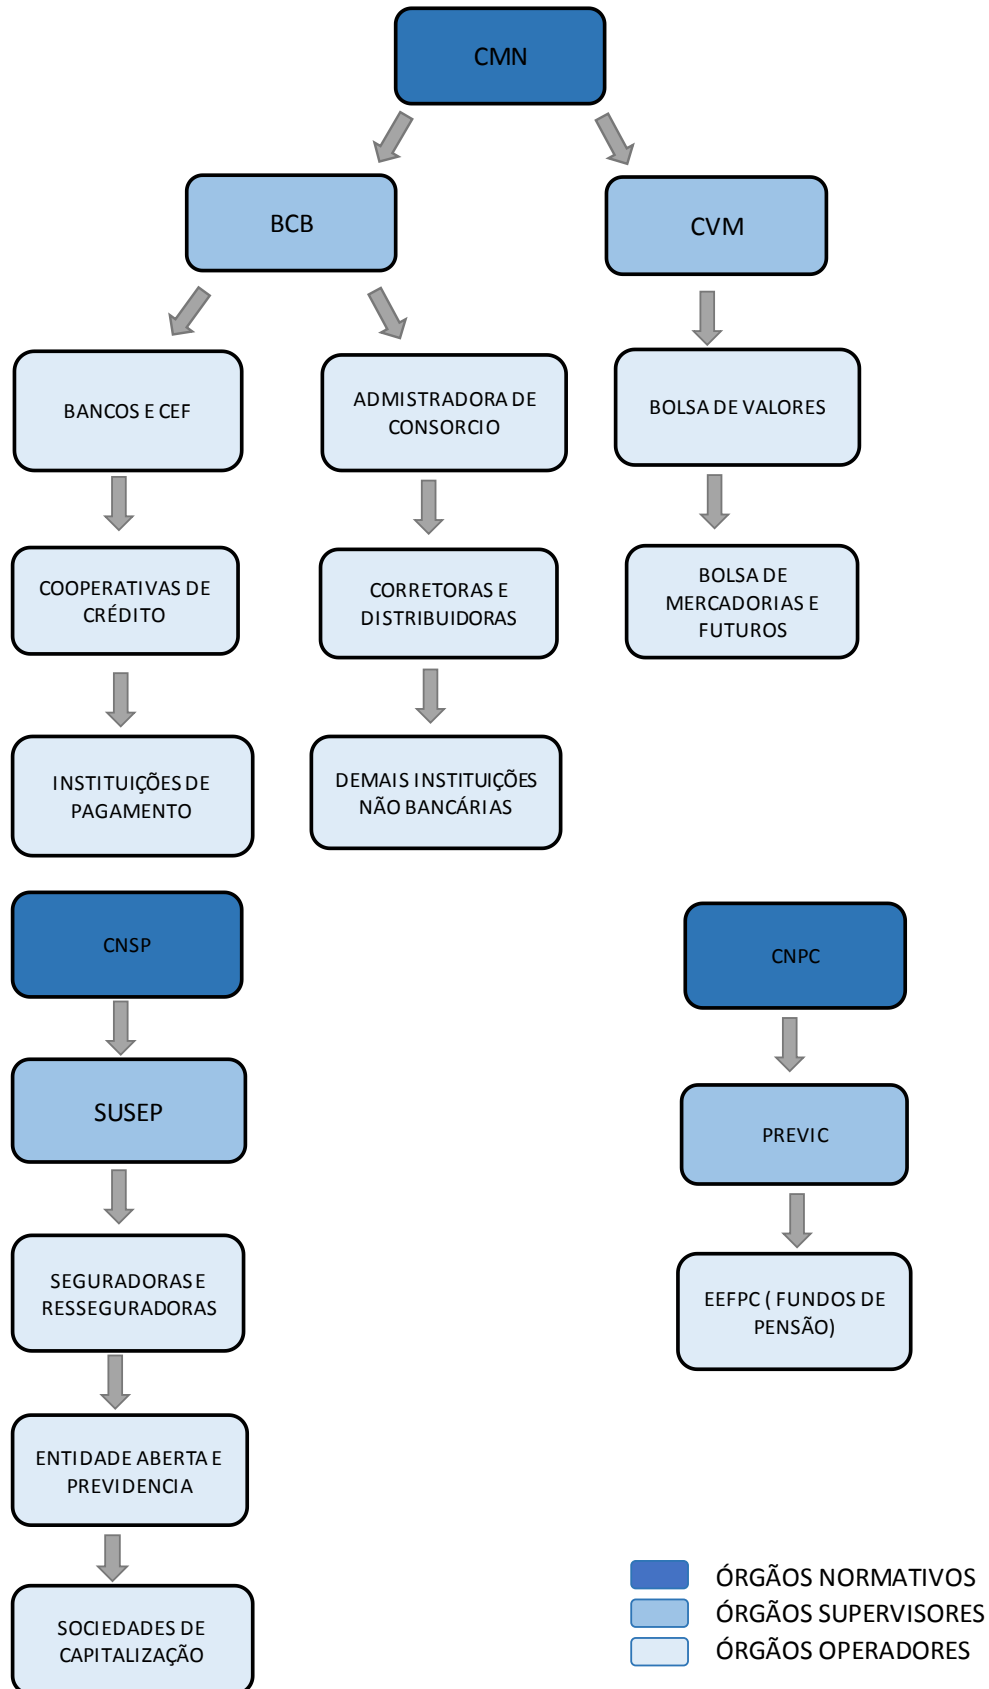 CMN
BCB
CVM
BANCOS E CEF
ADMISTRADORA DE
CONSORCIO
BOLSA DE VALORES
COOPERATIVAS DE
CRÉDITO
CORRETORAS E
DISTRIBUIDORAS
BOLSA DE
MERCADORIAS E
FUTUROS
INSTITUIÇÕES DE
PAGAMENTO
DEMAIS INSTITUIÇÕES
NÃO BANCÁRIAS
CNSP
CNPC
SUSEP
PREVIC
SEGURADORAS E
RESSEGURADORAS
EEFPC ( FUNDOS DE
PENSÃO)
ENTIDADE ABERTA E
PREVIDENCIA
SOCIEDADES DE
CAPITALIZAÇÃO
ÓRGÃOS NORMATIVOS
ÓRGÃOS SUPERVISORES
ÓRGÃOS OPERADORES